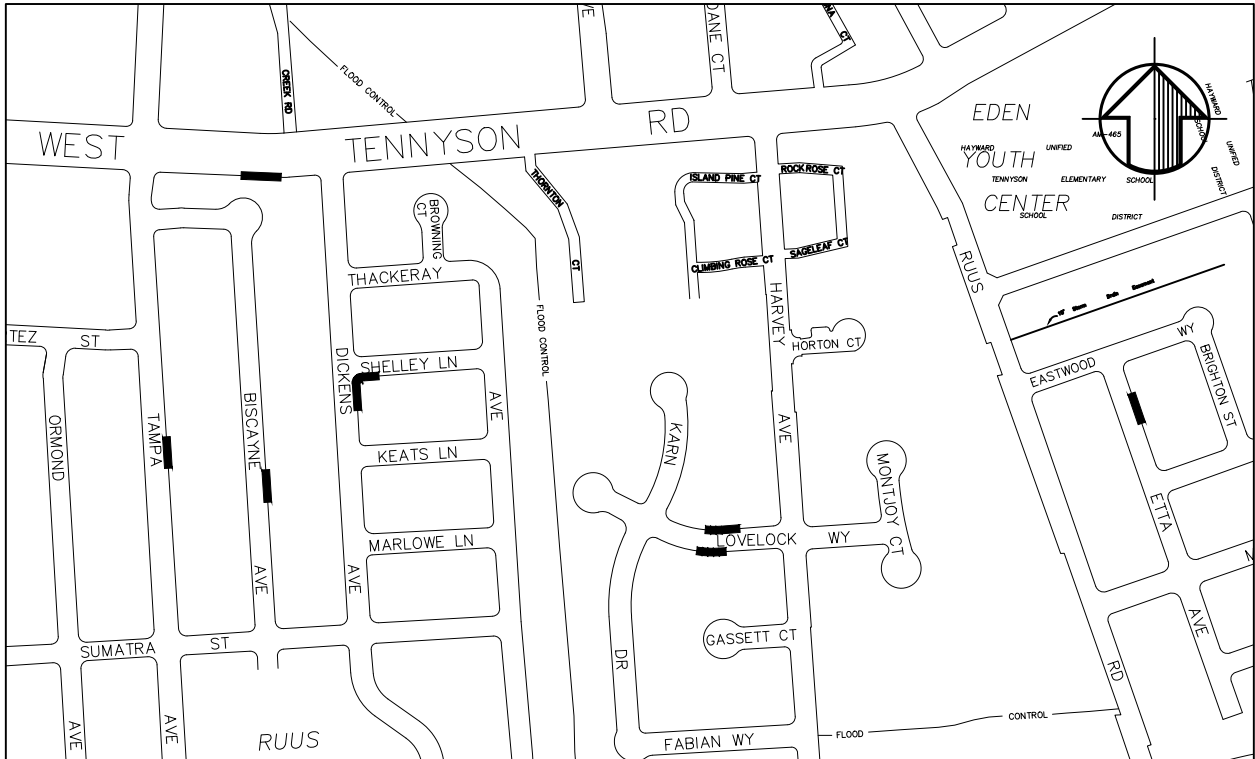 VE
DANE CT
NA
CT
CREEK RD
FLOOD CONTROL
WEST TENNYSON RD
EDEN
YOUTH
CENTER
HAYWARD UNIFIED
TENNYSON ELEMENTARY SCHOOL
SCHOOL DISTRICT
HAYWARD
SCHOOL
UNIFIED
DISTRICT
THORNTON
CT
ISLAND PINE CT
ROCKROSE CT
BROWNING
CT
CLIMBING ROSE CT
SAGELEAF CT
THACKERAY
AVE
RUUS
RD
FLOOD CONTROL
HARVEY
AVE
HORTON CT
TEZ ST
DICKENS
AVE
SHELLEY LN
EASTWOOD WY
BRIGHTON ST
ORMOND
AVE
TAMPA
AVE
BISCAYNE
AVE
KARN
DR
KEATS LN
MONTJOY CT
ETTA
AVE
MARLOWE LN
LOVELOCK WY
SUMATRA ST
GASSETT CT
RUUS
FABIAN WY
FLOOD CONTROL